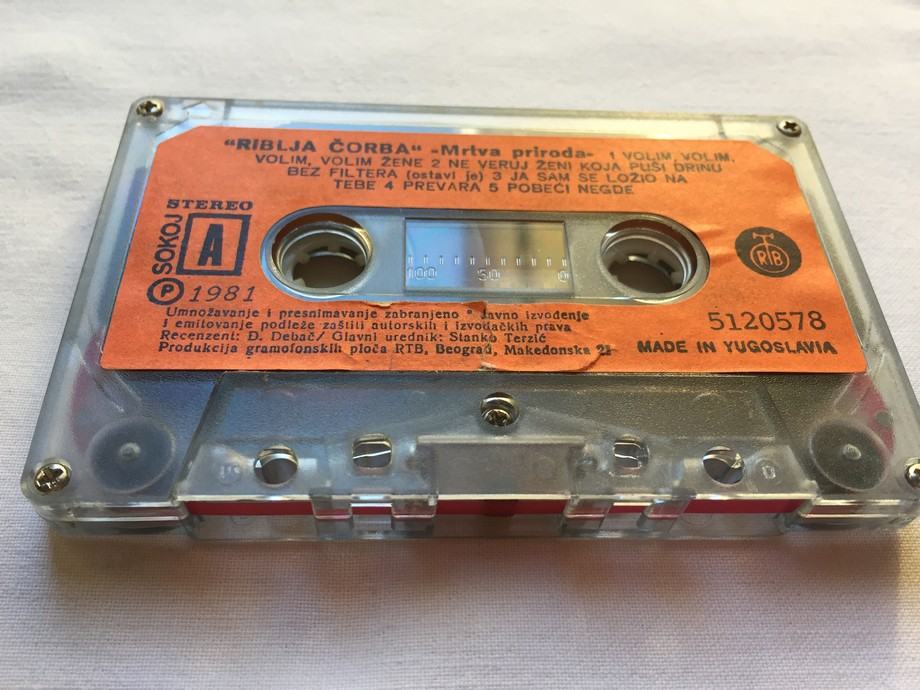 "RIBLJA ČORBA" -Mrtva priroda- 1 VOLIM, VOLIM,
VOLIM, VOLIM ŽENE 2 NE VERUJ ŽENI KOJA PUŠI DRINU
BEZ FILTERA (ostavi je) 3 JA SAM SE LOŽIO NA
TEBE 4 PREVARA 5 POBEĆI NEGDE
STEREO
SOKOJ
A
℗ 1981
100 50 0
RTB
Umnožavanje i presnimavanje zabranjeno * Javno izvođenje
i emitovanje podleže zaštiti autorskih i izvođačkih prava
Recenzent: Đ. Debač/ Glavni urednik: Stanko Terzić
Produkcija gramofonskih ploča RTB, Beograd, Makedonska 21
5120578
MADE IN YUGOSLAVIA